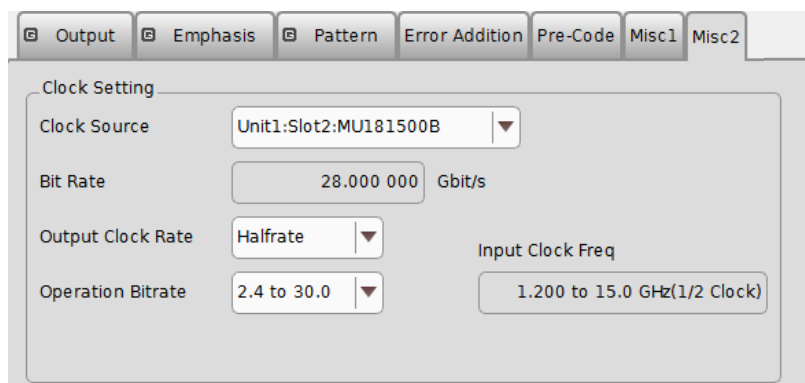 Output Emphasis Pattern Error Addition Pre-Code Misc1 Misc2
Clock Setting
Clock Source Unit1:Slot2:MU181500B
Bit Rate 28.000 000 Gbit/s
Output Clock Rate Halfrate
Input Clock Freq
Operation Bitrate 2.4 to 30.0 1.200 to 15.0 GHz(1/2 Clock)